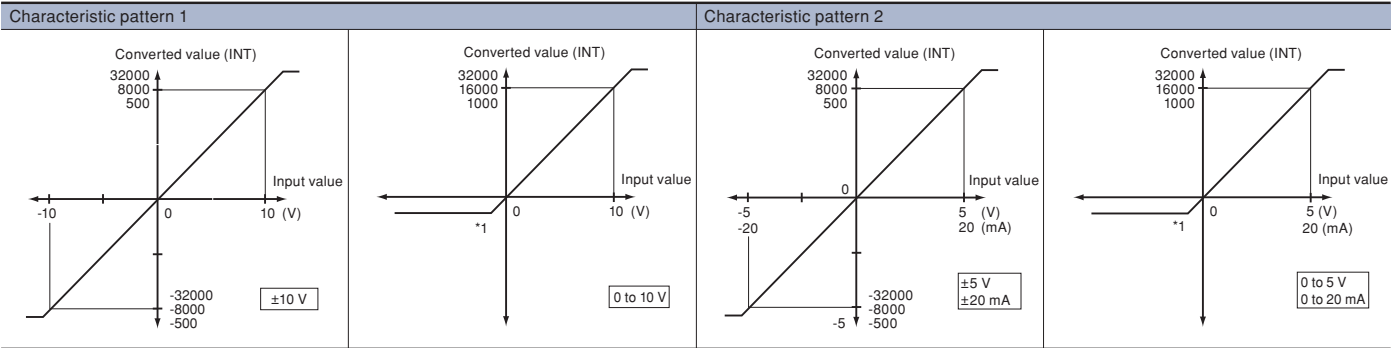 Characteristic pattern 1
Converted value (INT)
32000
8000
500
Input value
-10
0
10 (V)
-32000
-8000
-500
±10 V
Converted value (INT)
32000
16000
1000
Input value
0
10 (V)
*1
0 to 10 V
Characteristic pattern 2
Converted value (INT)
32000
8000
500
0
Input value
-5
5 (V)
-20
20 (mA)
-32000
-8000
-5 -500
±5 V
±20 mA
Converted value (INT)
32000
16000
1000
Input value
0
5 (V)
*1
20 (mA)
0 to 5 V
0 to 20 mA